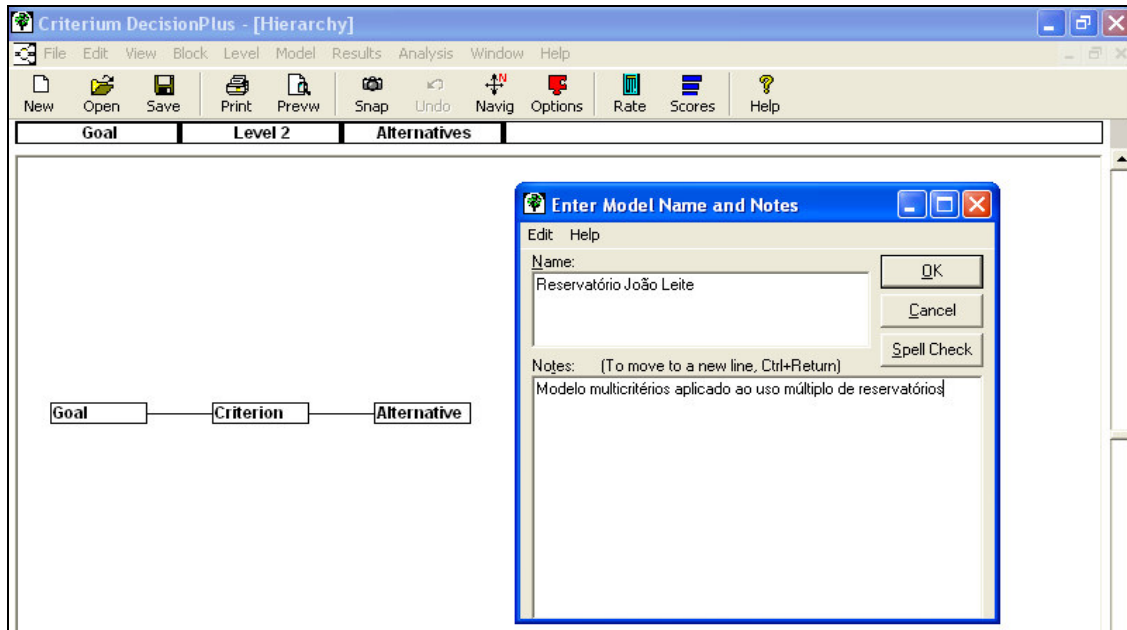 Criterium DecisionPlus - [Hierarchy]
File Edit View Block Level Model Results Analysis Window Help
New Open Save Print Prevw Snap Undo Navig Options Rate Scores Help
Goal Level 2 Alternatives
Enter Model Name and Notes
Edit Help
Name:
OK
Reservatório João Leite
Cancel
Spell Check
Notes: (To move to a new line, Ctrl+Return)
Modelo multicritérios aplicado ao uso múltiplo de reservatórios
Goal Criterion Alternative